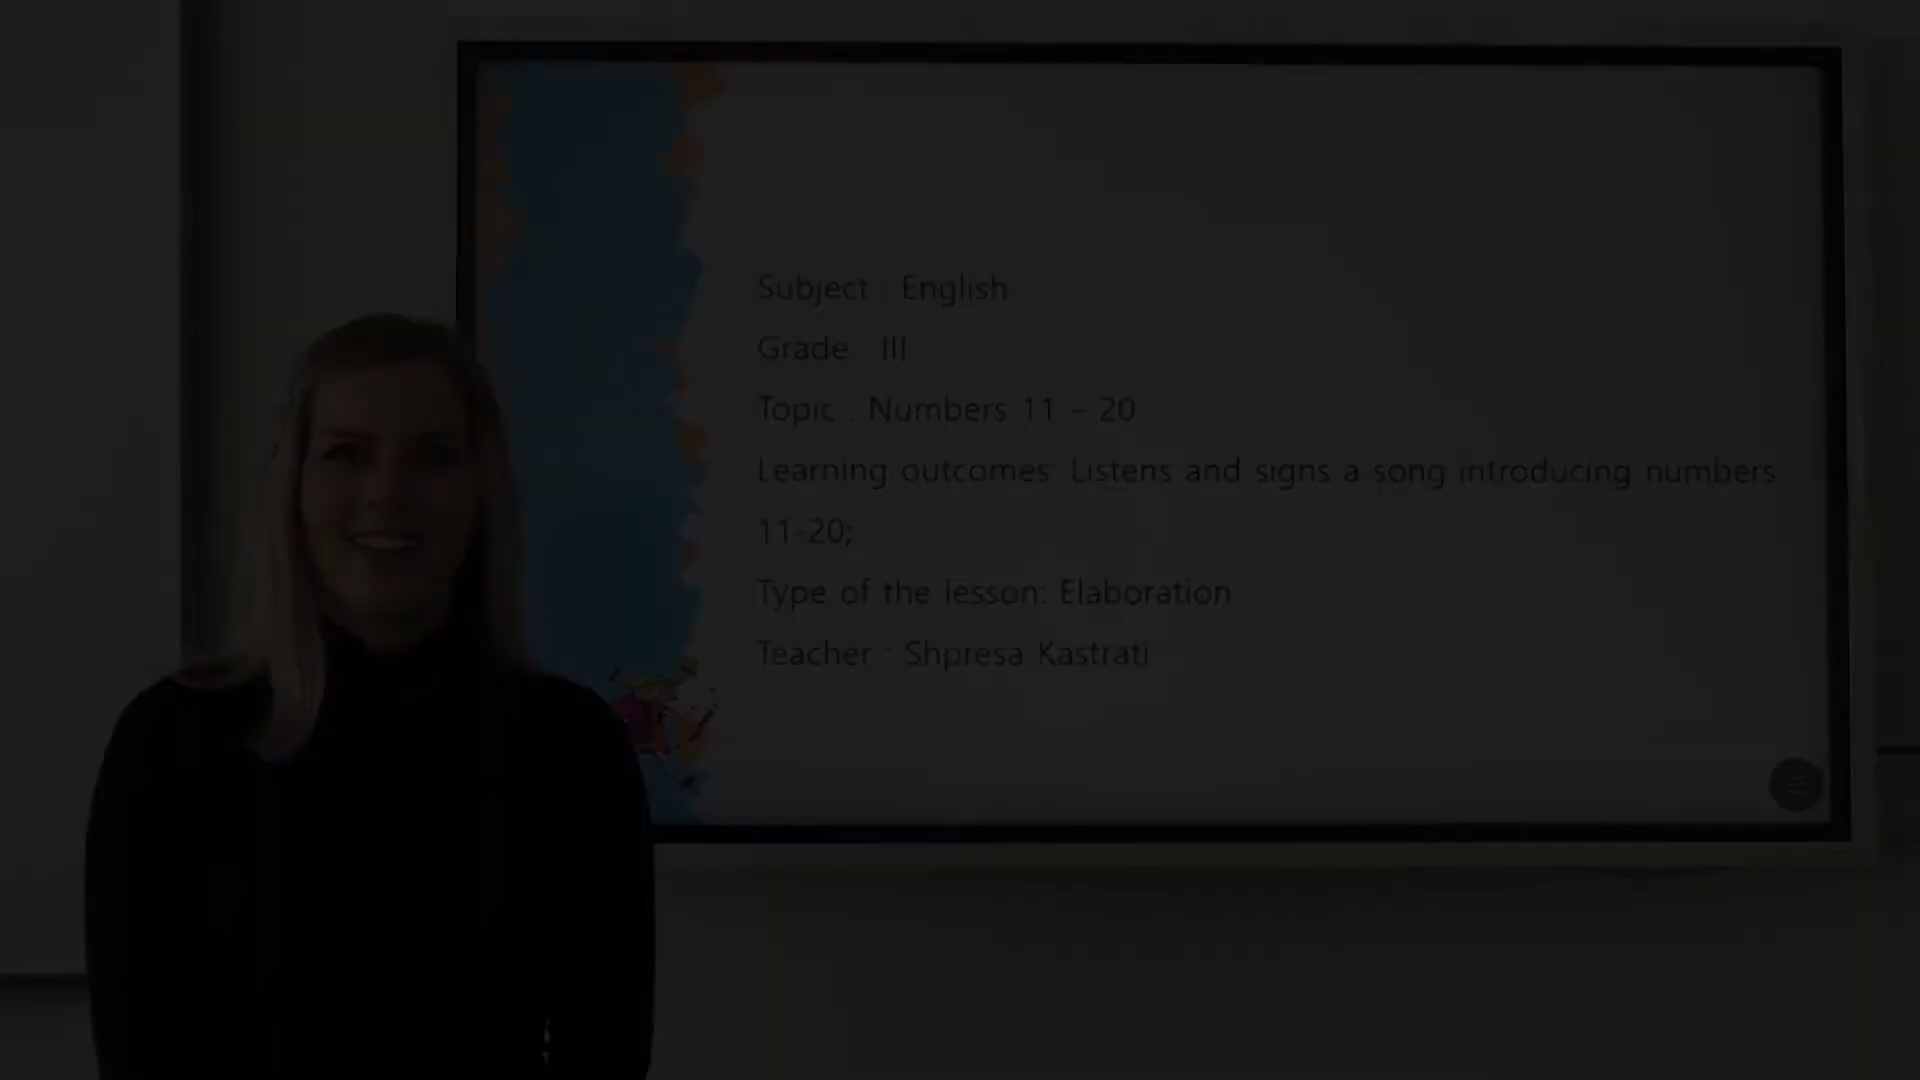 Subject : English
Grade : III
Topic : Numbers 11 – 20
Learning outcomes: Listens and signs a song introducing numbers
11-20;
Type of the lesson: Elaboration
Teacher : Shpresa Kastrati